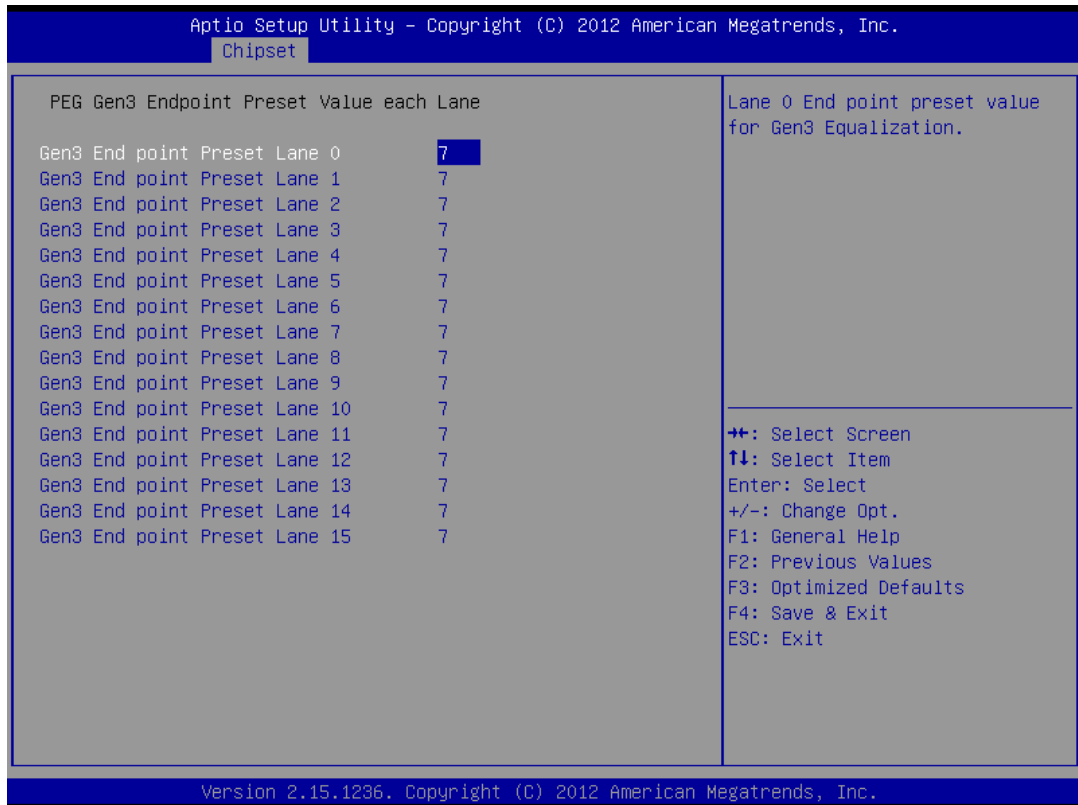 Aptio Setup Utility – Copyright (C) 2012 American Megatrends, Inc.
Chipset
PEG Gen3 Endpoint Preset Value each Lane
Gen3 End point Preset Lane 0 7
Gen3 End point Preset Lane 1 7
Gen3 End point Preset Lane 2 7
Gen3 End point Preset Lane 3 7
Gen3 End point Preset Lane 4 7
Gen3 End point Preset Lane 5 7
Gen3 End point Preset Lane 6 7
Gen3 End point Preset Lane 7 7
Gen3 End point Preset Lane 8 7
Gen3 End point Preset Lane 9 7
Gen3 End point Preset Lane 10 7
Gen3 End point Preset Lane 11 7
Gen3 End point Preset Lane 12 7
Gen3 End point Preset Lane 13 7
Gen3 End point Preset Lane 14 7
Gen3 End point Preset Lane 15 7
Lane 0 End point preset value
for Gen3 Equalization.
→←: Select Screen
↑↓: Select Item
Enter: Select
+/-: Change Opt.
F1: General Help
F2: Previous Values
F3: Optimized Defaults
F4: Save & Exit
ESC: Exit
Version 2.15.1236. Copyright (C) 2012 American Megatrends, Inc.